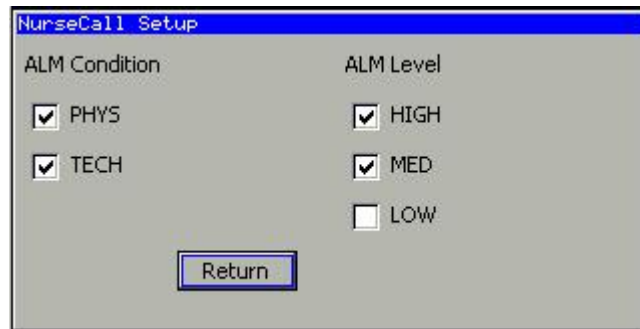 NurseCall Setup
ALM Condition ALM Level
PHYS HIGH
TECH MED
LOW
Return